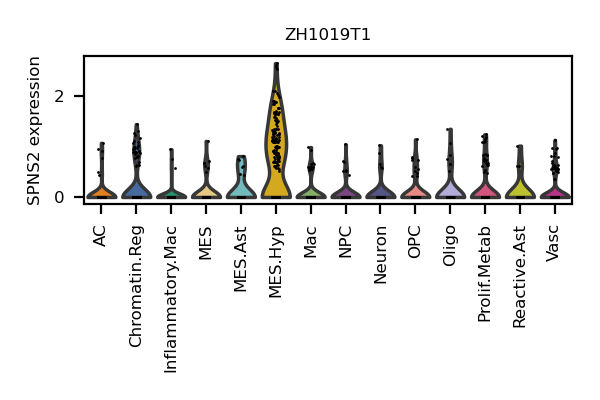 ZH1019T1
SPNS2 expression
2
0
AC
Chromatin.Reg
Inflammatory.Mac
MES
MES.Ast
MES.Hyp
Mac
NPC
Neuron
OPC
Oligo
Prolif.Metab
Reactive.Ast
Vasc